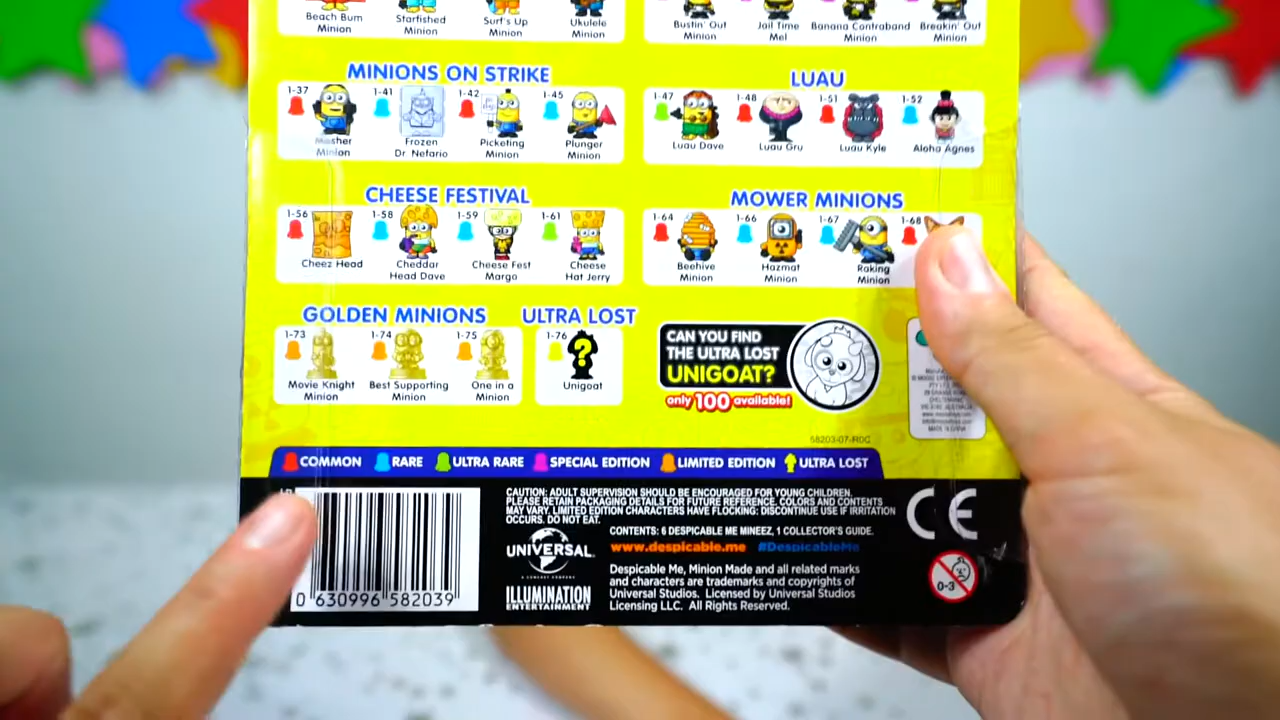 Beach Bum
Minion
Starfished
Minion
Surf's Up
Minion
Ukulele
Minion
Bustin' Out
Minion
Jail Time
Mel
Banana Contraband
Minion
Breakin' Out
Minion
MINIONS ON STRIKE
1-37
1-41
1-42
1-45
Mosher
Minion
Frozen
Dr. Nefario
Picketing
Minion
Plunger
Minion
LUAU
1-47
1-48
1-51
1-52
Luau Dave
Luau Gru
Luau Kyle
Aloha Agnes
CHEESE FESTIVAL
1-56
1-58
1-59
1-61
Cheez Head
Cheddar
Head Dave
Cheese Fest
Margo
Cheese
Hat Jerry
MOWER MINIONS
1-64
1-66
1-67
1-68
Beehive
Minion
Hazmat
Minion
Raking
Minion
GOLDEN MINIONS
1-73
1-74
1-75
Movie Knight
Minion
Best Supporting
Minion
One in a
Minion
ULTRA LOST
1-76
?
Unigoat
CAN YOU FIND
THE ULTRA LOST
UNIGOAT?
only 100 available!
58203-07-R0C
COMMON RARE ULTRA RARE SPECIAL EDITION LIMITED EDITION ULTRA LOST
0 630996 582039
CAUTION: ADULT SUPERVISION SHOULD BE ENCOURAGED FOR YOUNG CHILDREN.
PLEASE RETAIN PACKAGING DETAILS FOR FUTURE REFERENCE. COLORS AND CONTENTS
MAY VARY. LIMITED EDITION CHARACTERS HAVE FLOCKING: DISCONTINUE USE IF IRRITATION
OCCURS. DO NOT EAT.
CONTENTS: 6 DESPICABLE ME MINEEZ, 1 COLLECTOR'S GUIDE.
www.despicable.me #DespicableMe
UNIVERSAL
A COMCAST COMPANY
ILLUMINATION
ENTERTAINMENT
Despicable Me, Minion Made and all related marks
and characters are trademarks and copyrights of
Universal Studios. Licensed by Universal Studios
Licensing LLC. All Rights Reserved.
CE
0-3
MADE IN CHINA